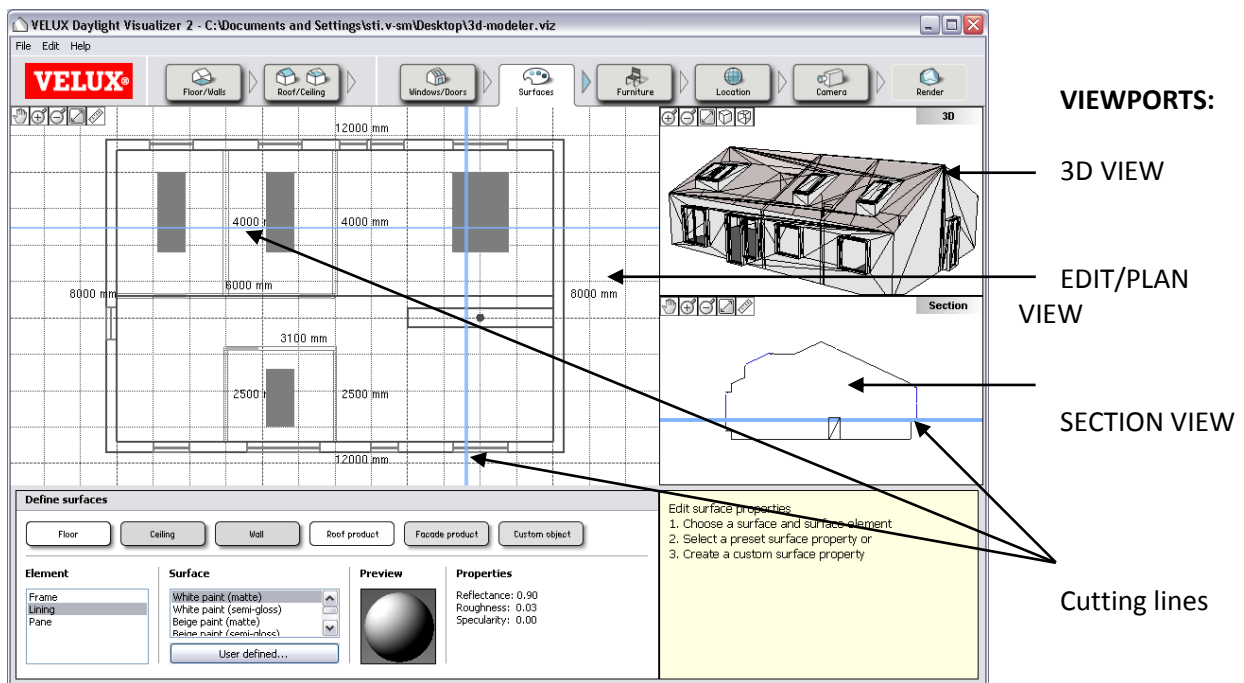 VELUX Daylight Visualizer 2 - C:\Documents and Settings\sti.v-sm\Desktop\3d-modeler.viz
File Edit Help
VELUX®
Floor/Walls
Roof/Ceiling
Windows/Doors
Surfaces
Furniture
Location
Camera
Render
12000 mm
4000
4000 mm
8000 mm
6000 mm
8000 mm
3100 mm
2500
2500 mm
12000 mm
3D
Section
VIEWPORTS:
3D VIEW
EDIT/PLAN
VIEW
SECTION VIEW
Cutting lines
Define surfaces
Floor
Ceiling
Wall
Roof product
Facade product
Custom object
Element
Frame
Lining
Pane
Surface
White paint (matte)
White paint (semi-gloss)
Beige paint (matte)
Beige paint (semi-gloss)
User defined...
Preview
Properties
Reflectance: 0.90
Roughness: 0.03
Specularity: 0.00
Edit surface properties
1. Choose a surface and surface element
2. Select a preset surface property or
3. Create a custom surface property